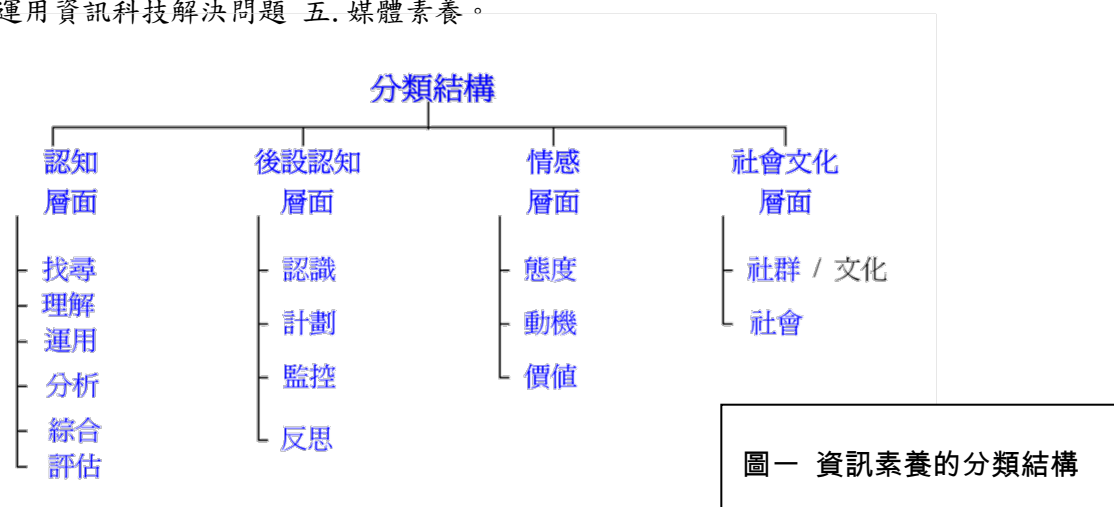 運用資訊科技解決問題 五.媒體素養。
分類結構
認知 後設認知 情感 社會文化
層面 層面 層面 層面
找尋 認識 態度 社群 / 文化
理解
運用 計劃 動機 社會
分析 監控 價值
綜合 反思
評估
圖一 資訊素養的分類結構